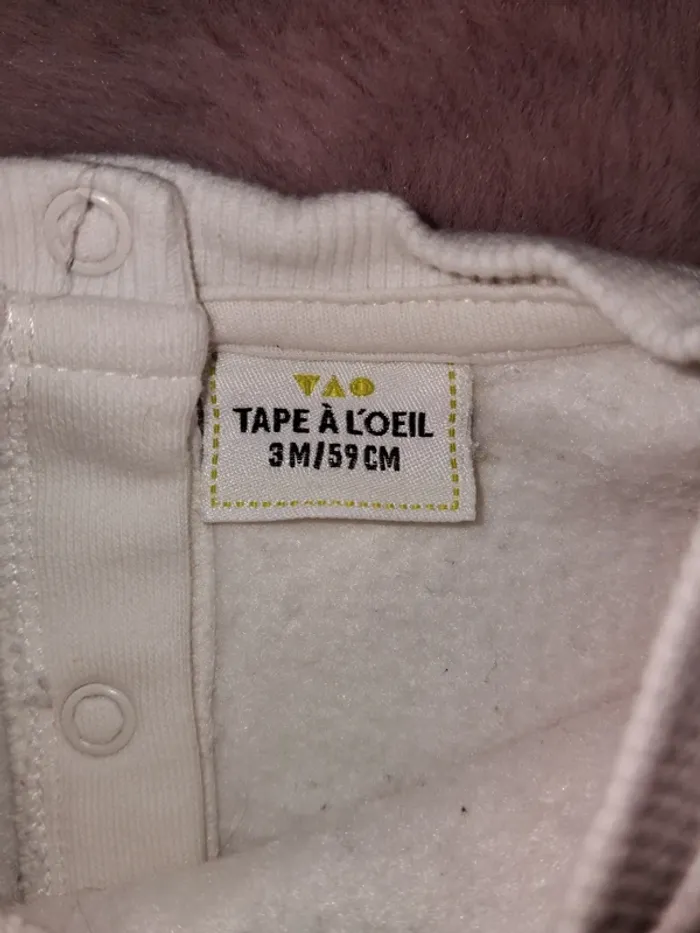 TAO
TAPE À L'OEIL
3M/59CM